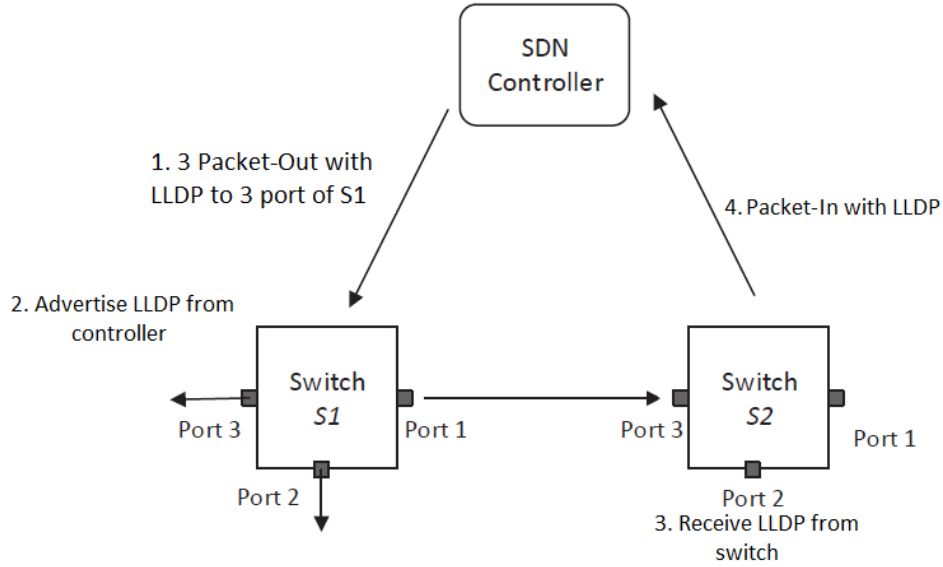 SDN
Controller
1. 3 Packet-Out with
LLDP to 3 port of S1
4. Packet-In with LLDP
2. Advertise LLDP from
controller
Switch
S1
Switch
S2
Port 3
Port 1
Port 3
Port 1
Port 2
Port 2
3. Receive LLDP from
switch